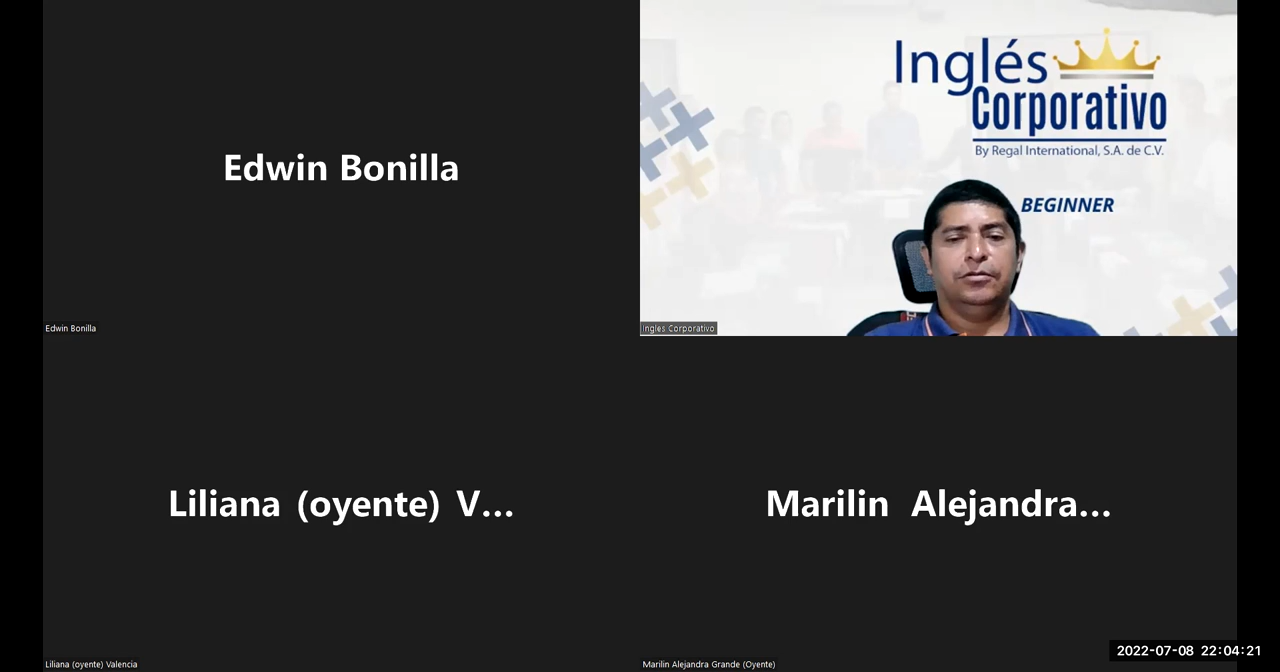 Edwin Bonilla
Edwin Bonilla
Inglés
Corporativo
By Regal International, S.A. de C.V.
BEGINNER
Inglés Corporativo
Liliana (oyente) V...
Liliana (oyente) Valencia
Marilin Alejandra...
Marilin Alejandra Grande (Oyente)
2022-07-08 22:04:21